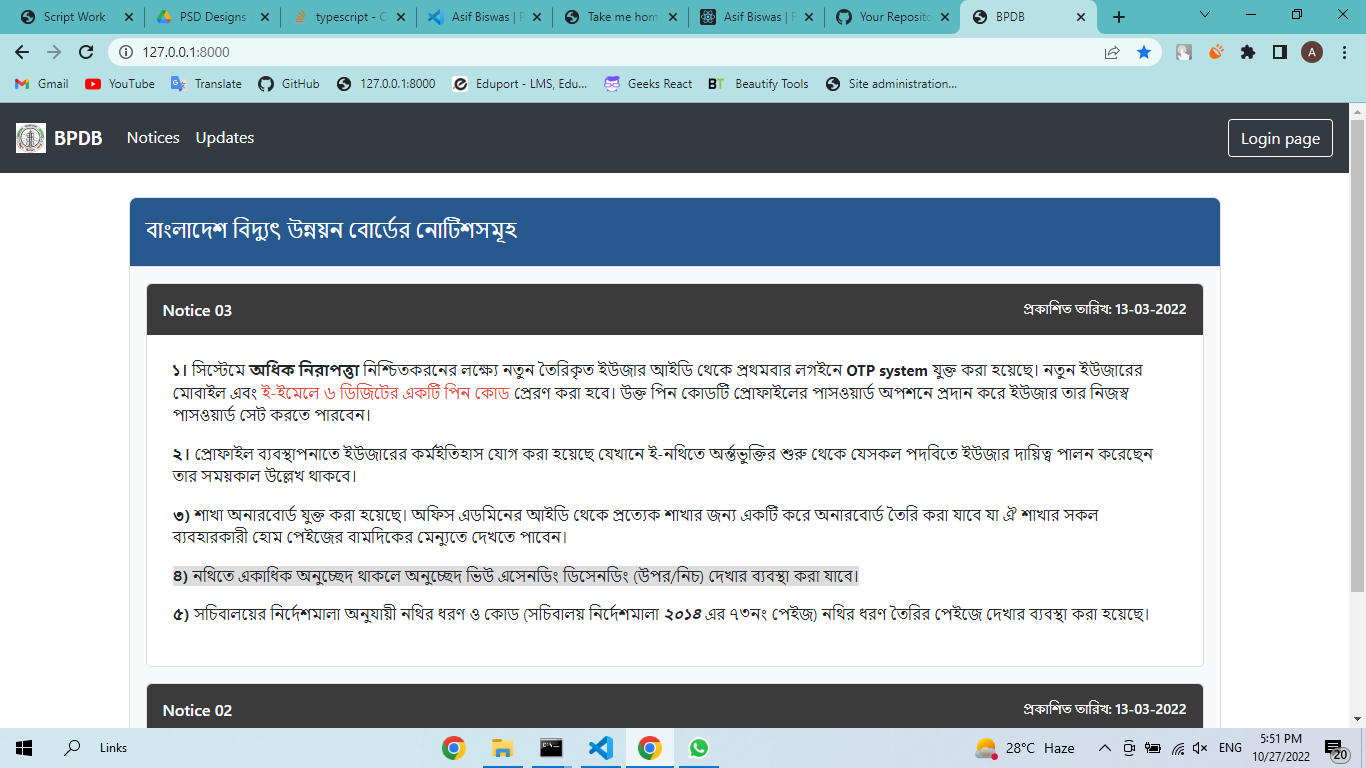 Script Work
PSD Designs
typescript - C
Asif Biswas | P
Take me hom
Asif Biswas | P
Your Reposito
BPDB
127.0.0.1:8000
A
Gmail
YouTube
Translate
GitHub
127.0.0.1:8000
Eduport - LMS, Edu...
Geeks React
BT Beautify Tools
Site administration...
BPDB Notices Updates
Login page
বাংলাদেশ বিদ্যুৎ উন্নয়ন বোর্ডের নোটিশসমূহ
Notice 03
প্রকাশিত তারিখ: 13-03-2022
১। সিস্টেমে অধিক নিরাপত্তা নিশ্চিতকরনের লক্ষ্যে নতুন তৈরিকৃত ইউজার আইডি থেকে প্রথমবার লগইনে OTP system যুক্ত করা হয়েছে। নতুন ইউজারের
মোবাইল এবং ই-ইমেলে ৬ ডিজিটের একটি পিন কোড প্রেরণ করা হবে। উক্ত পিন কোডটি প্রোফাইলের পাসওয়ার্ড অপশনে প্রদান করে ইউজার তার নিজস্ব
পাসওয়ার্ড সেট করতে পারবেন।
২। প্রোফাইল ব্যবস্থাপনাতে ইউজারের কর্মইতিহাস যোগ করা হয়েছে যেখানে ই-নথিতে অর্ন্তভুক্তির শুরু থেকে যেসকল পদবিতে ইউজার দায়িত্ব পালন করেছেন
তার সময়কাল উল্লেখ থাকবে।
৩) শাখা অনারবোর্ড যুক্ত করা হয়েছে। অফিস এডমিনের আইডি থেকে প্রত্যেক শাখার জন্য একটি করে অনারবোর্ড তৈরি করা যাবে যা ঐ শাখার সকল
ব্যবহারকারী হোম পেইজের বামদিকের মেন্যুতে দেখতে পাবেন।
৪) নথিতে একাধিক অনুচ্ছেদ থাকলে অনুচ্ছেদ ভিউ এসেনডিং ডিসেনডিং (উপর/নিচ) দেখার ব্যবস্থা করা যাবে।
৫) সচিবালয়ের নির্দেশমালা অনুযায়ী নথির ধরণ ও কোড (সচিবালয় নির্দেশমালা ২০১৪ এর ৭৩নং পেইজ) নথির ধরণ তৈরির পেইজে দেখার ব্যবস্থা করা হয়েছে।
Notice 02
প্রকাশিত তারিখ: 13-03-2022
Links
28°C Haze
ENG
5:51 PM
10/27/2022
20